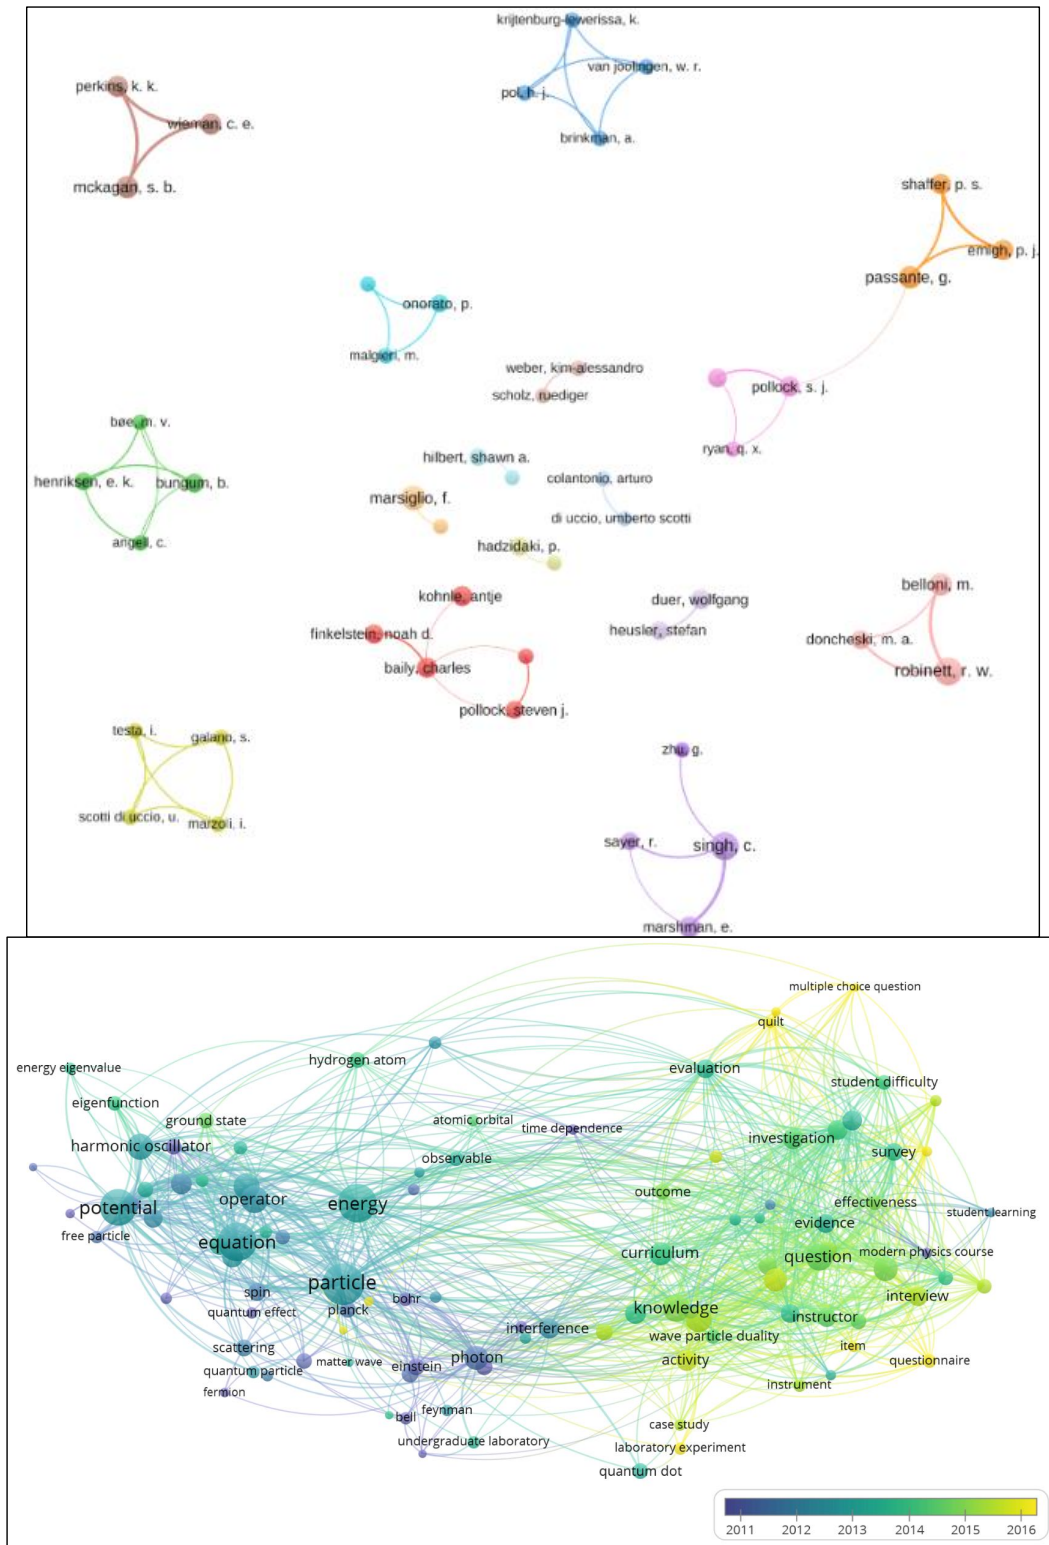 krijtenburg-lewerissa, k.
van joolingen, w. r.
perkins, k. k.
pol, h. j.
wieman, c. e.
brinkman, a.
mckagan, s. b.
shaffer, p. s.
emigh, p. j.
passante, g.
onorato, p.
malgieri, m.
weber, kim-alessandro
scholz, ruediger
pollock, s. j.
bøe, m. v.
ryan, q. x.
hilbert, shawn a.
henriksen, e. k.
bungum, b.
colantonio, arturo
marsiglio, f.
di uccio, umberto scotti
angell, c.
hadzidaki, p.
kohnle, antje
duer, wolfgang
belloni, m.
finkelstein, noah d.
heusler, stefan
doncheski, m. a.
baily, charles
robinett, r. w.
pollock, steven j.
testa, i.
galano, s.
zhu, g.
scotti di uccio, u.
marzoli, i.
sayer, r.
singh, c.
marshman, e.
multiple choice question
quilt
hydrogen atom
energy eigenvalue
evaluation
student difficulty
eigenfunction
ground state
atomic orbital
time dependence
harmonic oscillator
investigation
survey
observable
operator
energy
outcome
potential
effectiveness
student learning
evidence
free particle
equation
curriculum
question
modern physics course
particle
spin
bohr
interview
quantum effect
planck
knowledge
instructor
interference
wave particle duality
scattering
item
photon
activity
questionnaire
matter wave
einstein
quantum particle
instrument
fermion
feynman
bell
case study
undergraduate laboratory
laboratory experiment
quantum dot
2011 2012 2013 2014 2015 2016